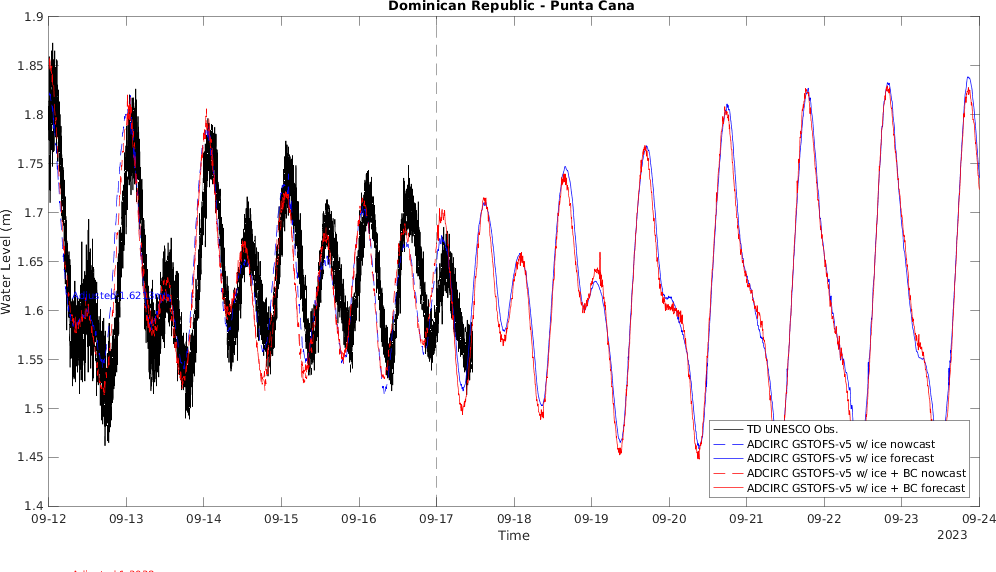 Dominican Republic - Punta Cana
Water Level (m)
1.9
1.85
1.8
1.75
1.7
1.65
1.6
1.55
1.5
1.45
1.4
TD UNESCO Obs.
ADCIRC GSTOFS-v5 w/ ice nowcast
ADCIRC GSTOFS-v5 w/ ice forecast
ADCIRC GSTOFS-v5 w/ ice + BC nowcast
ADCIRC GSTOFS-v5 w/ ice + BC forecast
09-12 09-13 09-14 09-15 09-16 09-17 09-18 09-19 09-20 09-21 09-22 09-23 09-24
Time
2023